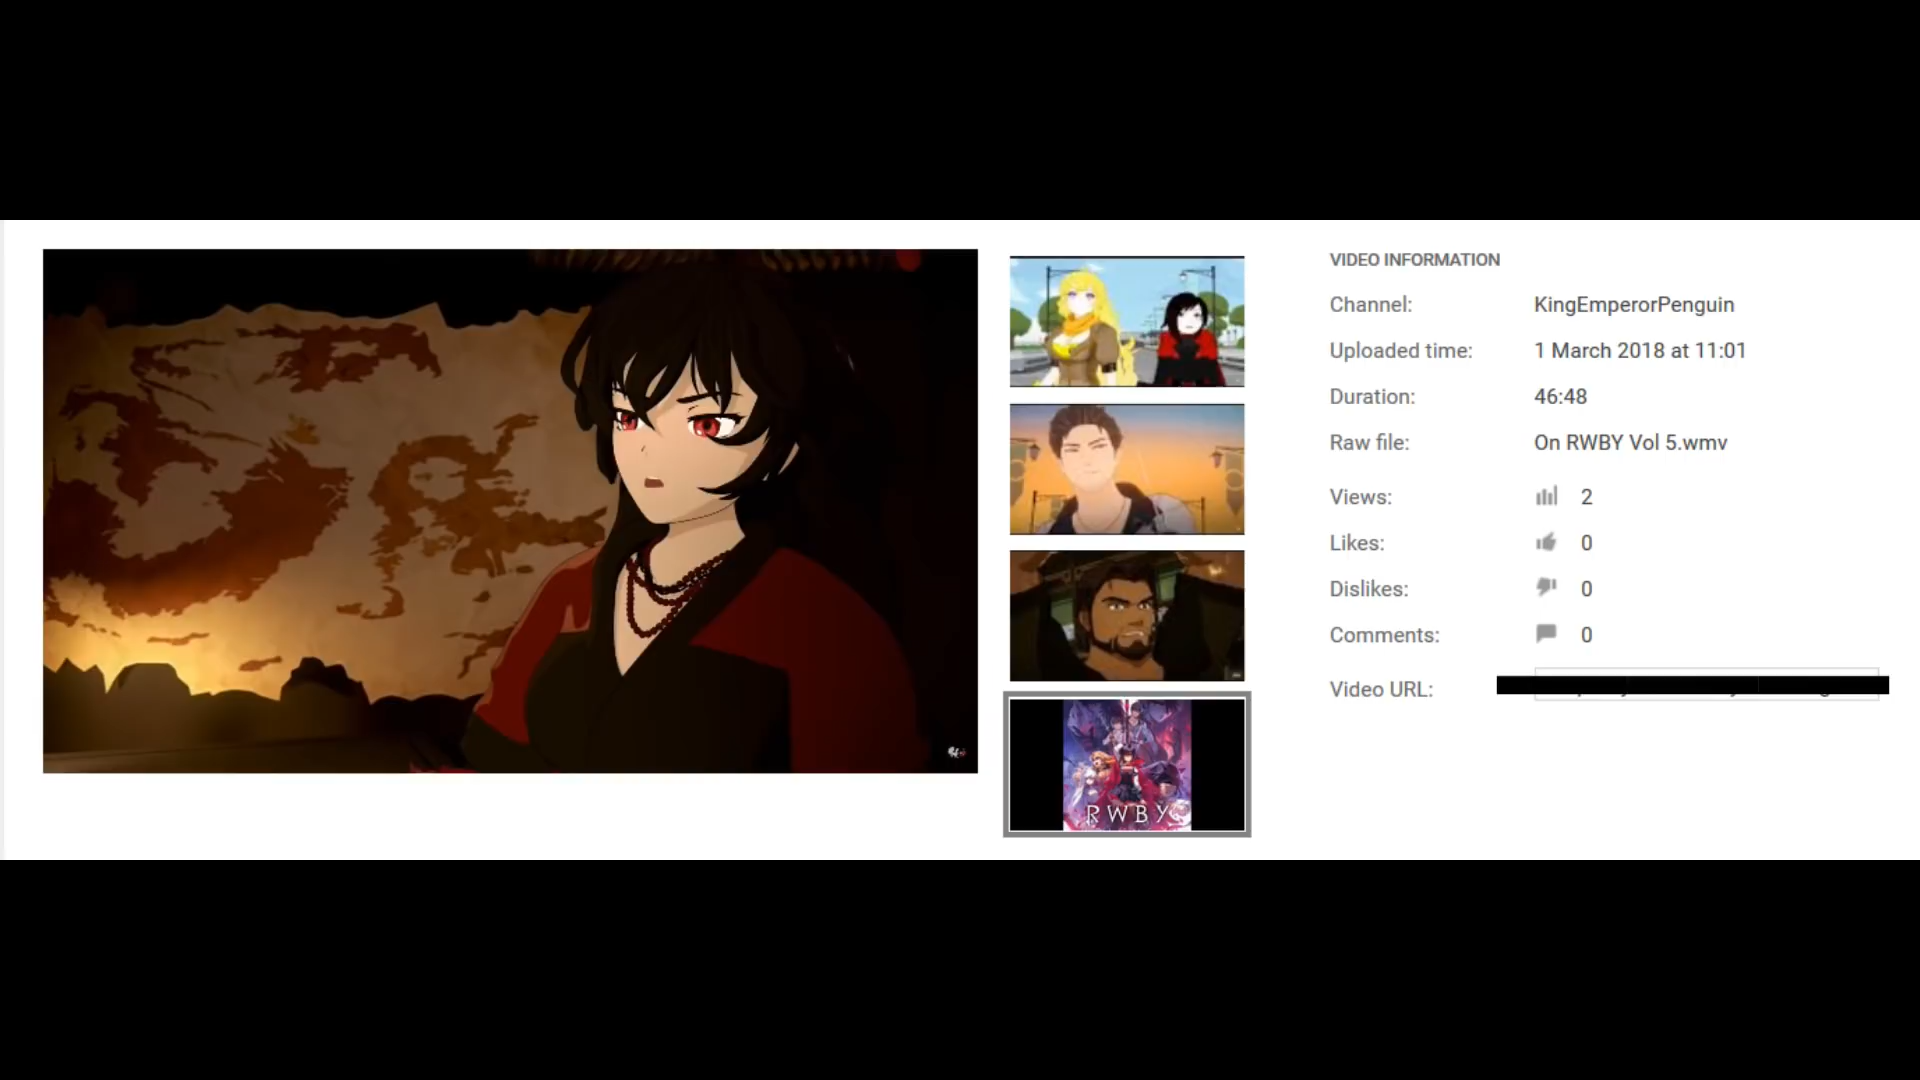 VIDEO INFORMATION
Channel: KingEmperorPenguin
Uploaded time: 1 March 2018 at 11:01
Duration: 46:48
Raw file: On RWBY Vol 5.wmv
Views: 2
Likes: 0
Dislikes: 0
Comments: 0
Video URL:
RWBY